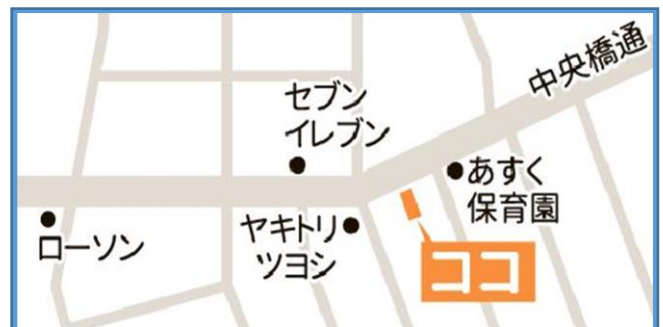 中央橋通
セブン
イレブン
あすく
保育園
ローソン
ヤキトリ
ツヨシ
ココ